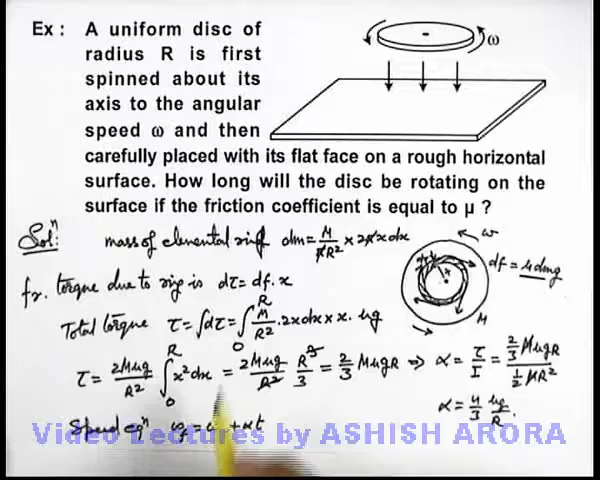 Ex : A uniform disc of
radius R is first
spinned about its
axis to the angular
speed ω and then
carefully placed with its flat face on a rough horizontal
surface. How long will the disc be rotating on the
surface if the friction coefficient is equal to μ ?
ω
Solⁿ: mass of elemental ring dm = M/πR² × 2πx dx
ω
fr. torque due to ring is dτ = df. x
df = μ dmg
x
M
Total torque τ = ∫dτ = ∫₀ᴿ M/R² . 2x dx × x . μg
τ = 2Mμg/R² ∫₀ᴿ x² dx = 2Mμg/R² R³/3 = 2/3 MμgR ⇒ α = τ/I = 2/3 MμgR / 1/2 MR²
α = 4/3 μg/R .
Speed eqⁿ ωf = + αt
Video Lectures by ASHISH ARORA